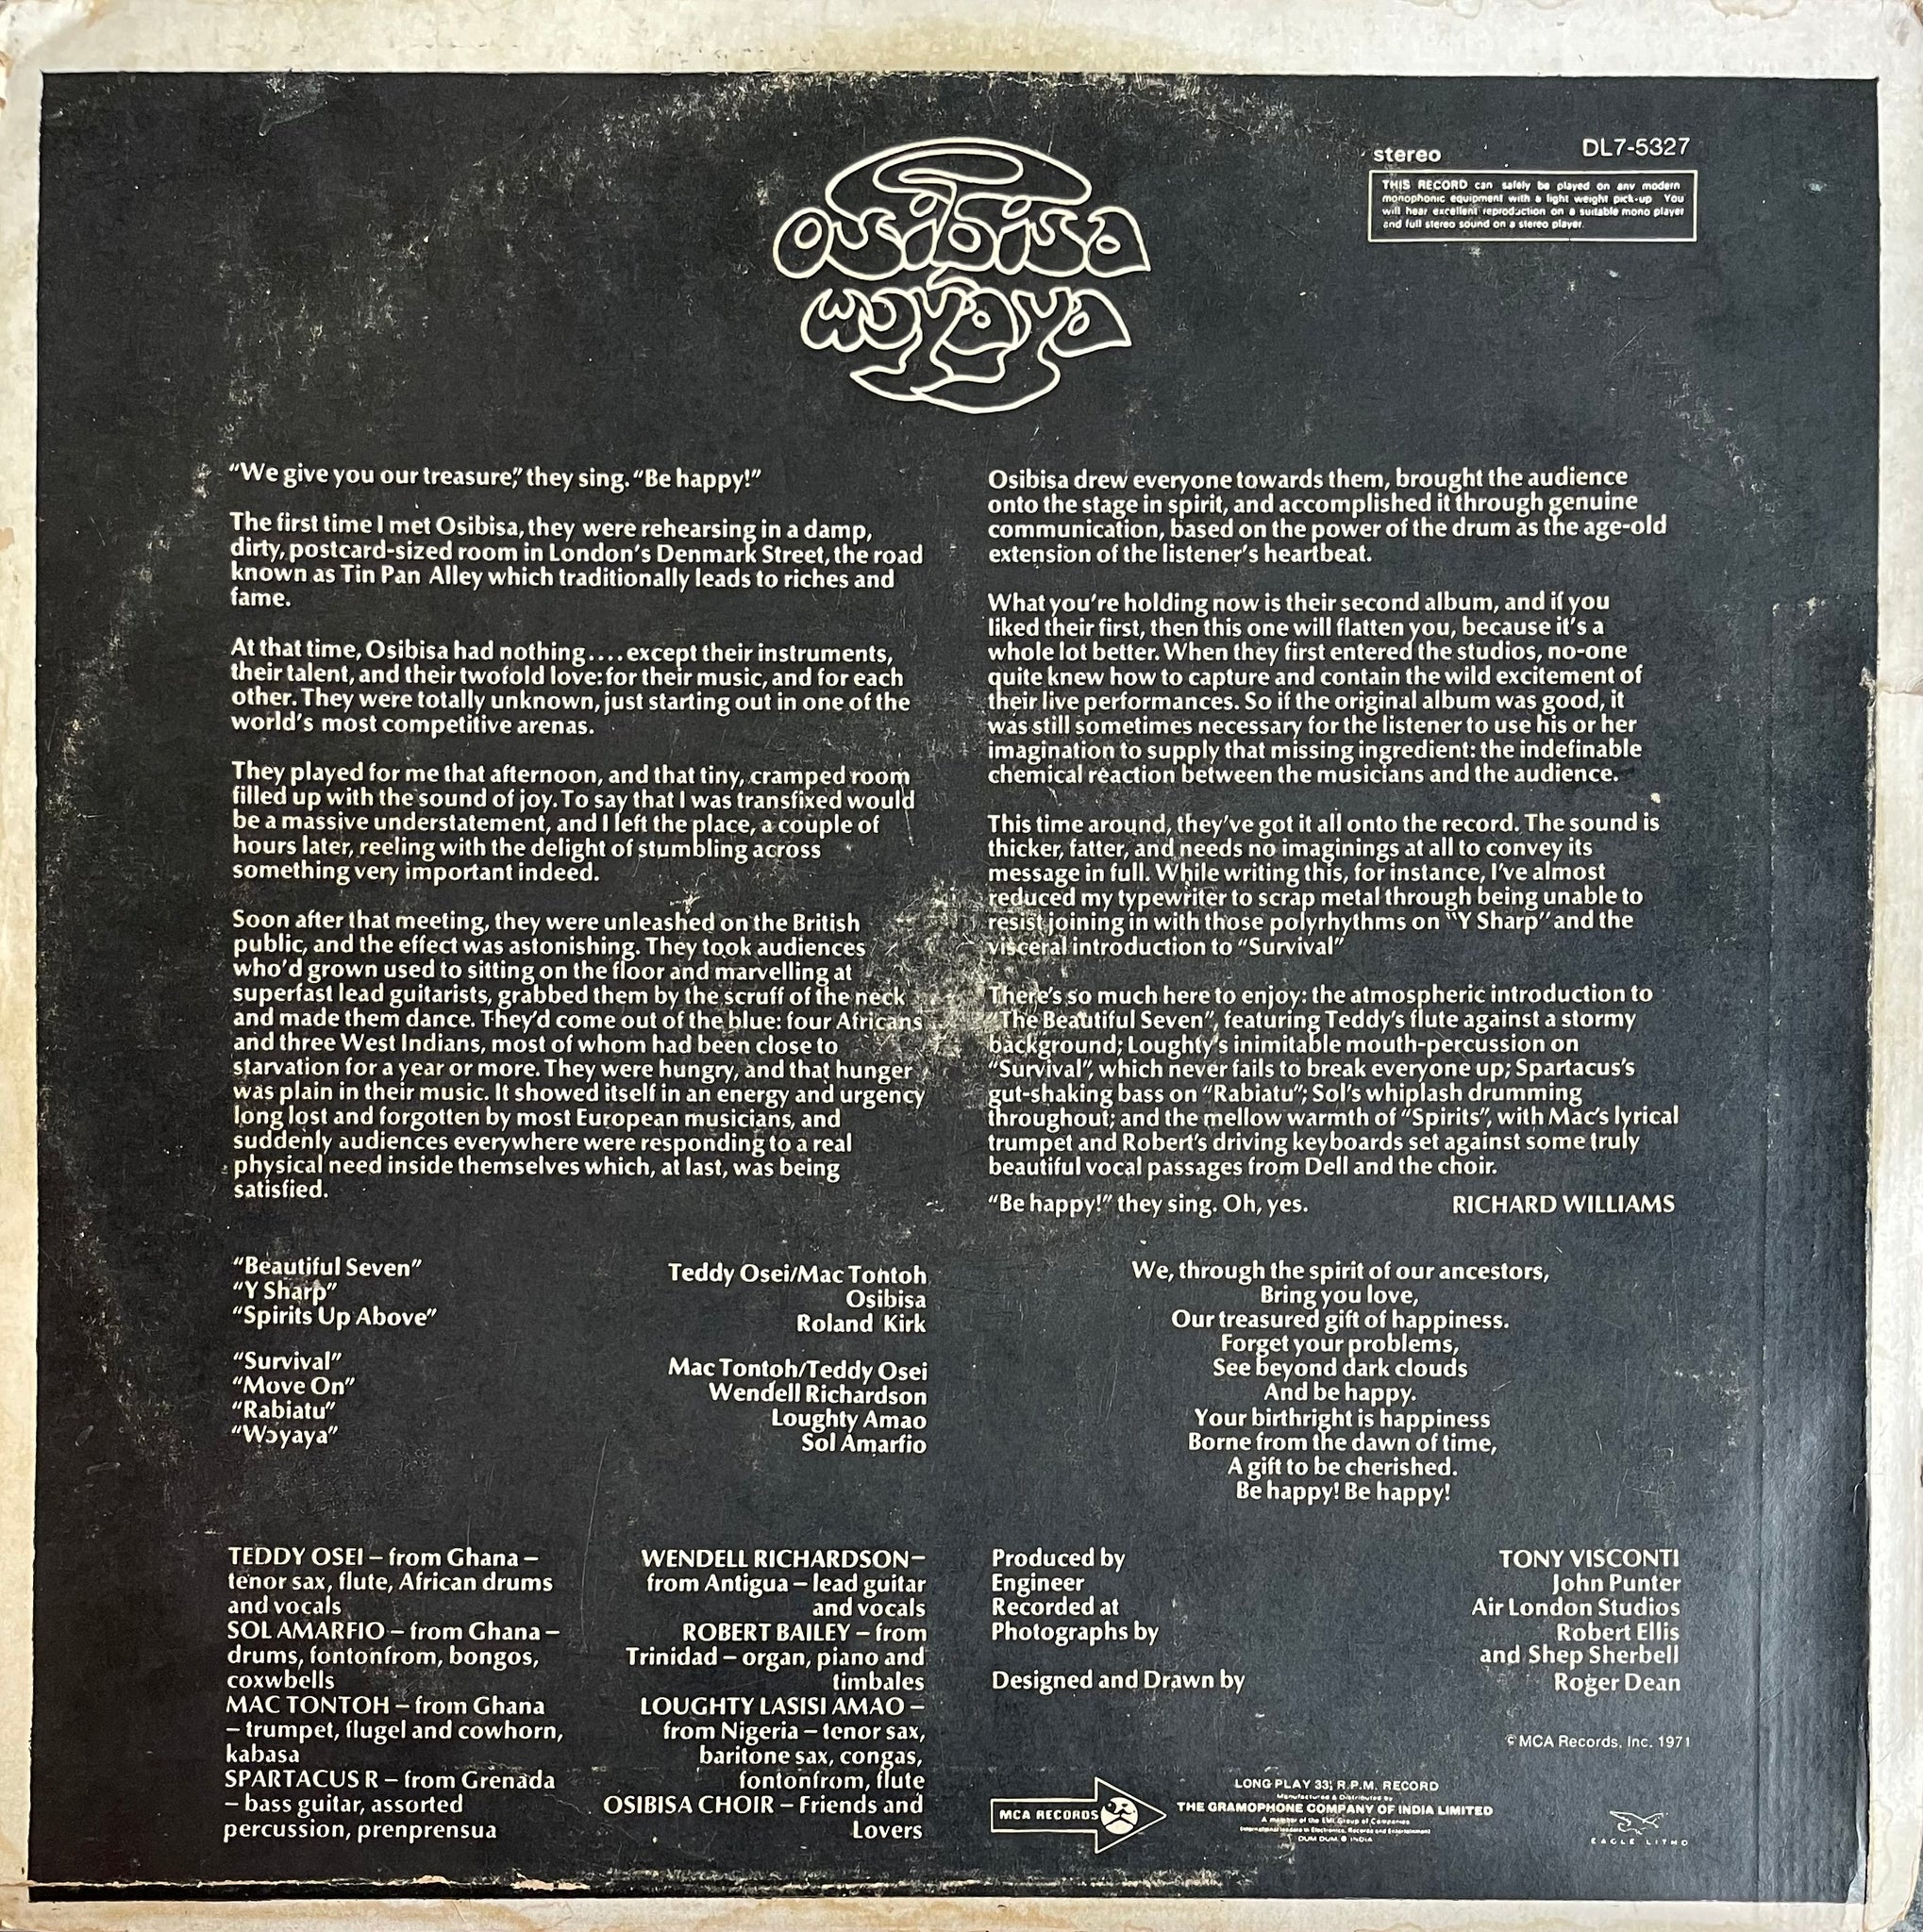 osibisa
woyaya
stereo
DL7-5327
THIS RECORD can safely be played on any modern
monophonic equipment with a light weight pick-up You
will hear excellent reproduction on a suitable mono player
and full stereo sound on a stereo player.
“We give you our treasure,” they sing. “Be happy!”
The first time I met Osibisa, they were rehearsing in a damp,
dirty, postcard-sized room in London’s Denmark Street, the road
known as Tin Pan Alley which traditionally leads to riches and
fame.
At that time, Osibisa had nothing....except their instruments,
their talent, and their twofold love: for their music, and for each
other. They were totally unknown, just starting out in one of the
world’s most competitive arenas.
They played for me that afternoon, and that tiny, cramped room
filled up with the sound of joy. To say that I was transfixed would
be a massive understatement, and I left the place, a couple of
hours later, reeling with the delight of stumbling across
something very important indeed.
Soon after that meeting, they were unleashed on the British
public, and the effect was astonishing. They took audiences
who’d grown used to sitting on the floor and marvelling at
superfast lead guitarists, grabbed them by the scruff of the neck
and made them dance. They’d come out of the blue: four Africans
and three West Indians, most of whom had been close to
starvation for a year or more. They were hungry, and that hunger
was plain in their music. It showed itself in an energy and urgency
long lost and forgotten by most European musicians, and
suddenly audiences everywhere were responding to a real
physical need inside themselves which, at last, was being
satisfied.
Osibisa drew everyone towards them, brought the audience
onto the stage in spirit, and accomplished it through genuine
communication, based on the power of the drum as the age-old
extension of the listener’s heartbeat.
What you’re holding now is their second album, and if you
liked their first, then this one will flatten you, because it’s a
whole lot better. When they first entered the studios, no-one
quite knew how to capture and contain the wild excitement of
their live performances. So if the original album was good, it
was still sometimes necessary for the listener to use his or her
imagination to supply that missing ingredient: the indefinable
chemical reaction between the musicians and the audience.
This time around, they’ve got it all onto the record. The sound is
thicker, fatter, and needs no imaginings at all to convey its
message in full. While writing this, for instance, I’ve almost
reduced my typewriter to scrap metal through being unable to
resist joining in with those polyrhythms on “Y Sharp” and the
visceral introduction to “Survival”
There’s so much here to enjoy: the atmospheric introduction to
“The Beautiful Seven”, featuring Teddy’s flute against a stormy
background; Loughty’s inimitable mouth-percussion on
“Survival”, which never fails to break everyone up; Spartacus’s
gut-shaking bass on “Rabiatu”; Sol’s whiplash drumming
throughout; and the mellow warmth of “Spirits”, with Mac’s lyrical
trumpet and Robert’s driving keyboards set against some truly
beautiful vocal passages from Dell and the choir.
“Be happy!” they sing. Oh, yes. RICHARD WILLIAMS
“Beautiful Seven” Teddy Osei/Mac Tontoh
“Y Sharp” Osibisa
“Spirits Up Above” Roland Kirk
“Survival” Mac Tontoh/Teddy Osei
“Move On” Wendell Richardson
“Rabiatu” Loughty Amao
“Wɔyaya” Sol Amarfio
We, through the spirit of our ancestors,
Bring you love,
Our treasured gift of happiness.
Forget your problems,
See beyond dark clouds
And be happy.
Your birthright is happiness
Borne from the dawn of time,
A gift to be cherished.
Be happy! Be happy!
TEDDY OSEI – from Ghana –
tenor sax, flute, African drums
and vocals
SOL AMARFIO – from Ghana –
drums, fontonfrom, bongos,
coxwbells
MAC TONTOH – from Ghana
– trumpet, flugel and cowhorn,
kabasa
SPARTACUS R – from Grenada
– bass guitar, assorted
percussion, prenprensua
WENDELL RICHARDSON–
from Antigua – lead guitar
and vocals
ROBERT BAILEY – from
Trinidad – organ, piano and
timbales
LOUGHTY LASISI AMAO –
from Nigeria – tenor sax,
baritone sax, congas,
fontonfrom, flute
OSIBISA CHOIR – Friends and
Lovers
Produced by TONY VISCONTI
Engineer John Punter
Recorded at Air London Studios
Photographs by Robert Ellis
and Shep Sherbell
Designed and Drawn by Roger Dean
© MCA Records, Inc. 1971
MCA RECORDS
LONG PLAY 33⅓ R.P.M. RECORD
Manufactured & Distributed by
THE GRAMOPHONE COMPANY OF INDIA LIMITED
A member of the EMI Group of Companies
International leaders in Electronics, Records and Entertainment
DUM DUM INDIA
EAGLE LITHO